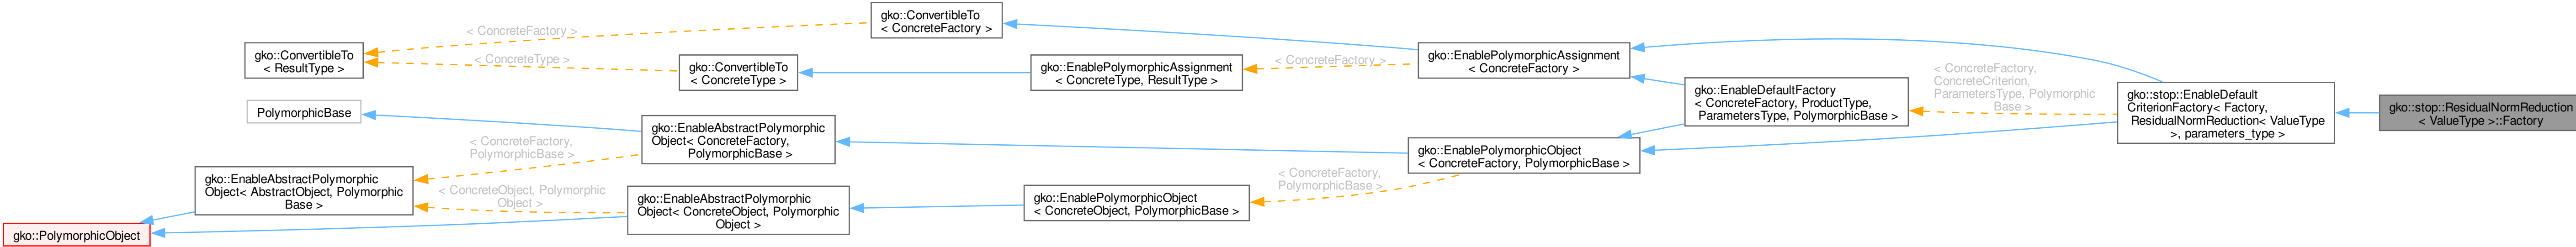 gko::ConvertibleTo
< ConcreteFactory >
< ConcreteFactory >
gko::ConvertibleTo
< ResultType >
< ConcreteType >
gko::ConvertibleTo
< ConcreteType >
gko::EnablePolymorphicAssignment
< ConcreteType, ResultType >
< ConcreteFactory >
gko::EnablePolymorphicAssignment
< ConcreteFactory >
gko::EnableDefaultFactory
< ConcreteFactory, ProductType,
ParametersType, PolymorphicBase >
< ConcreteFactory,
ConcreteCriterion,
ParametersType, Polymorphic
Base >
gko::stop::EnableDefault
CriterionFactory< Factory,
ResidualNormReduction< ValueType
>, parameters_type >
gko::stop::ResidualNormReduction
< ValueType >::Factory
PolymorphicBase
gko::EnableAbstractPolymorphic
Object< ConcreteFactory,
PolymorphicBase >
< ConcreteFactory,
PolymorphicBase >
gko::EnablePolymorphicObject
< ConcreteFactory, PolymorphicBase >
gko::EnableAbstractPolymorphic
Object< AbstractObject, Polymorphic
Base >
< ConcreteObject, Polymorphic
Object >
gko::EnableAbstractPolymorphic
Object< ConcreteObject, Polymorphic
Object >
gko::EnablePolymorphicObject
< ConcreteObject, PolymorphicBase >
< ConcreteFactory,
PolymorphicBase >
gko::PolymorphicObject